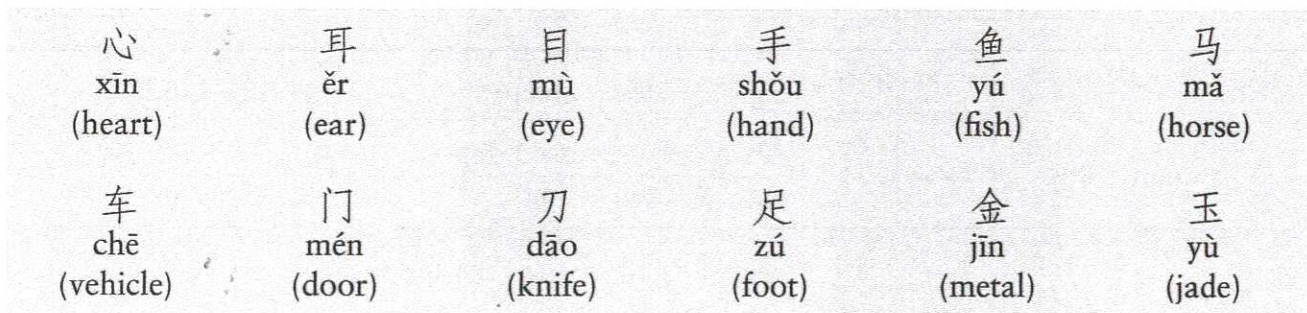 心 耳 目 手 鱼 马
xīn ěr mù shǒu yú mǎ
(heart) (ear) (eye) (hand) (fish) (horse)
车 门 刀 足 金 玉
chē mén dāo zú jīn yù
(vehicle) (door) (knife) (foot) (metal) (jade)